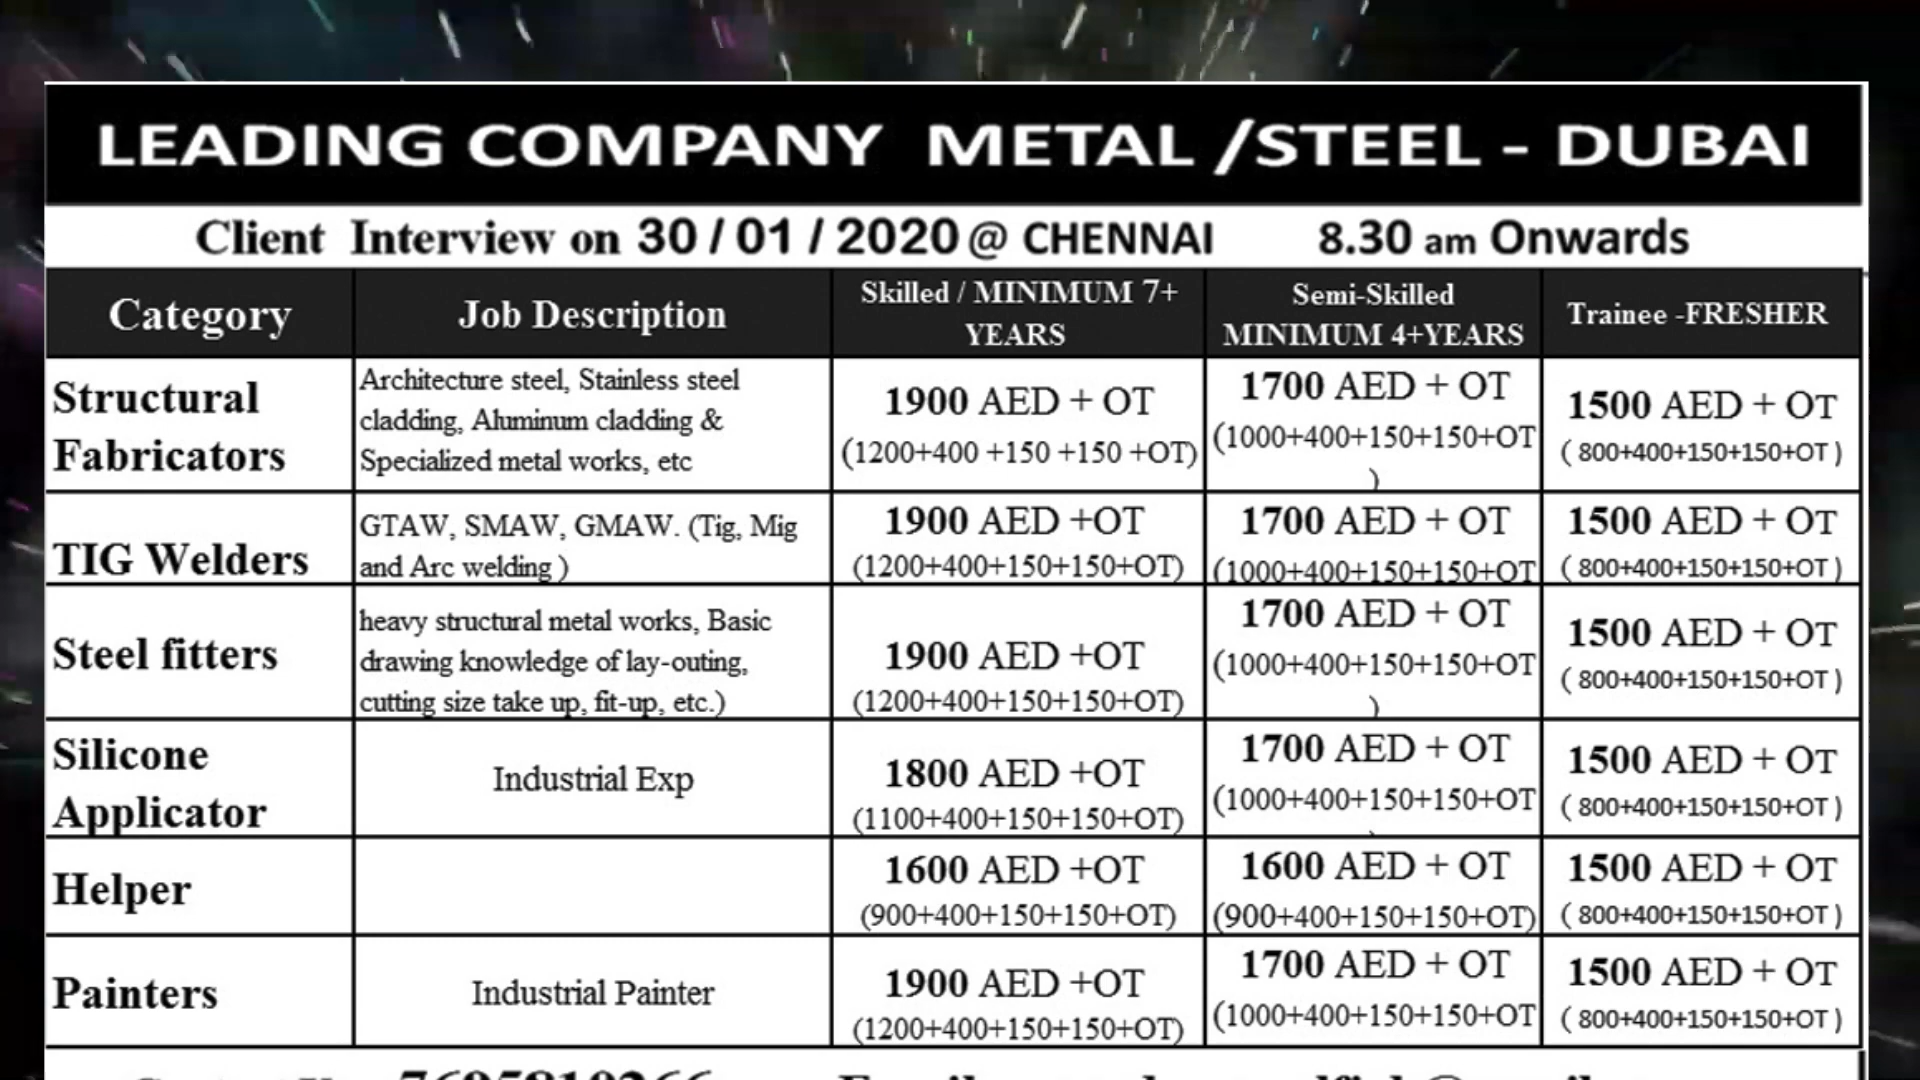 LEADING COMPANY METAL /STEEL - DUBAI
Client Interview on 30 / 01 / 2020 @ CHENNAI 8.30 am Onwards
Category
Job Description
Skilled / MINIMUM 7+
YEARS
Semi-Skilled
MINIMUM 4+YEARS
Trainee -FRESHER
Structural
Fabricators
Architecture steel, Stainless steel
cladding, Aluminum cladding &
Specialized metal works, etc
1900 AED + OT
(1200+400 +150 +150 +OT)
1700 AED + OT
(1000+400+150+150+OT
)
1500 AED + OT
( 800+400+150+150+OT )
TIG Welders
GTAW, SMAW, GMAW. (Tig, Mig
and Arc welding )
1900 AED +OT
(1200+400+150+150+OT)
1700 AED + OT
(1000+400+150+150+OT
1500 AED + OT
( 800+400+150+150+OT )
Steel fitters
heavy structural metal works, Basic
drawing knowledge of lay-outing,
cutting size take up, fit-up, etc.)
1900 AED +OT
(1200+400+150+150+OT)
1700 AED + OT
(1000+400+150+150+OT
)
1500 AED + OT
( 800+400+150+150+OT )
Silicone
Applicator
Industrial Exp
1800 AED +OT
(1100+400+150+150+OT)
1700 AED + OT
(1000+400+150+150+OT
1500 AED + OT
( 800+400+150+150+OT )
Helper
1600 AED +OT
(900+400+150+150+OT)
1600 AED + OT
(900+400+150+150+OT)
1500 AED + OT
( 800+400+150+150+OT )
Painters
Industrial Painter
1900 AED +OT
(1200+400+150+150+OT)
1700 AED + OT
(1000+400+150+150+OT
1500 AED + OT
( 800+400+150+150+OT )